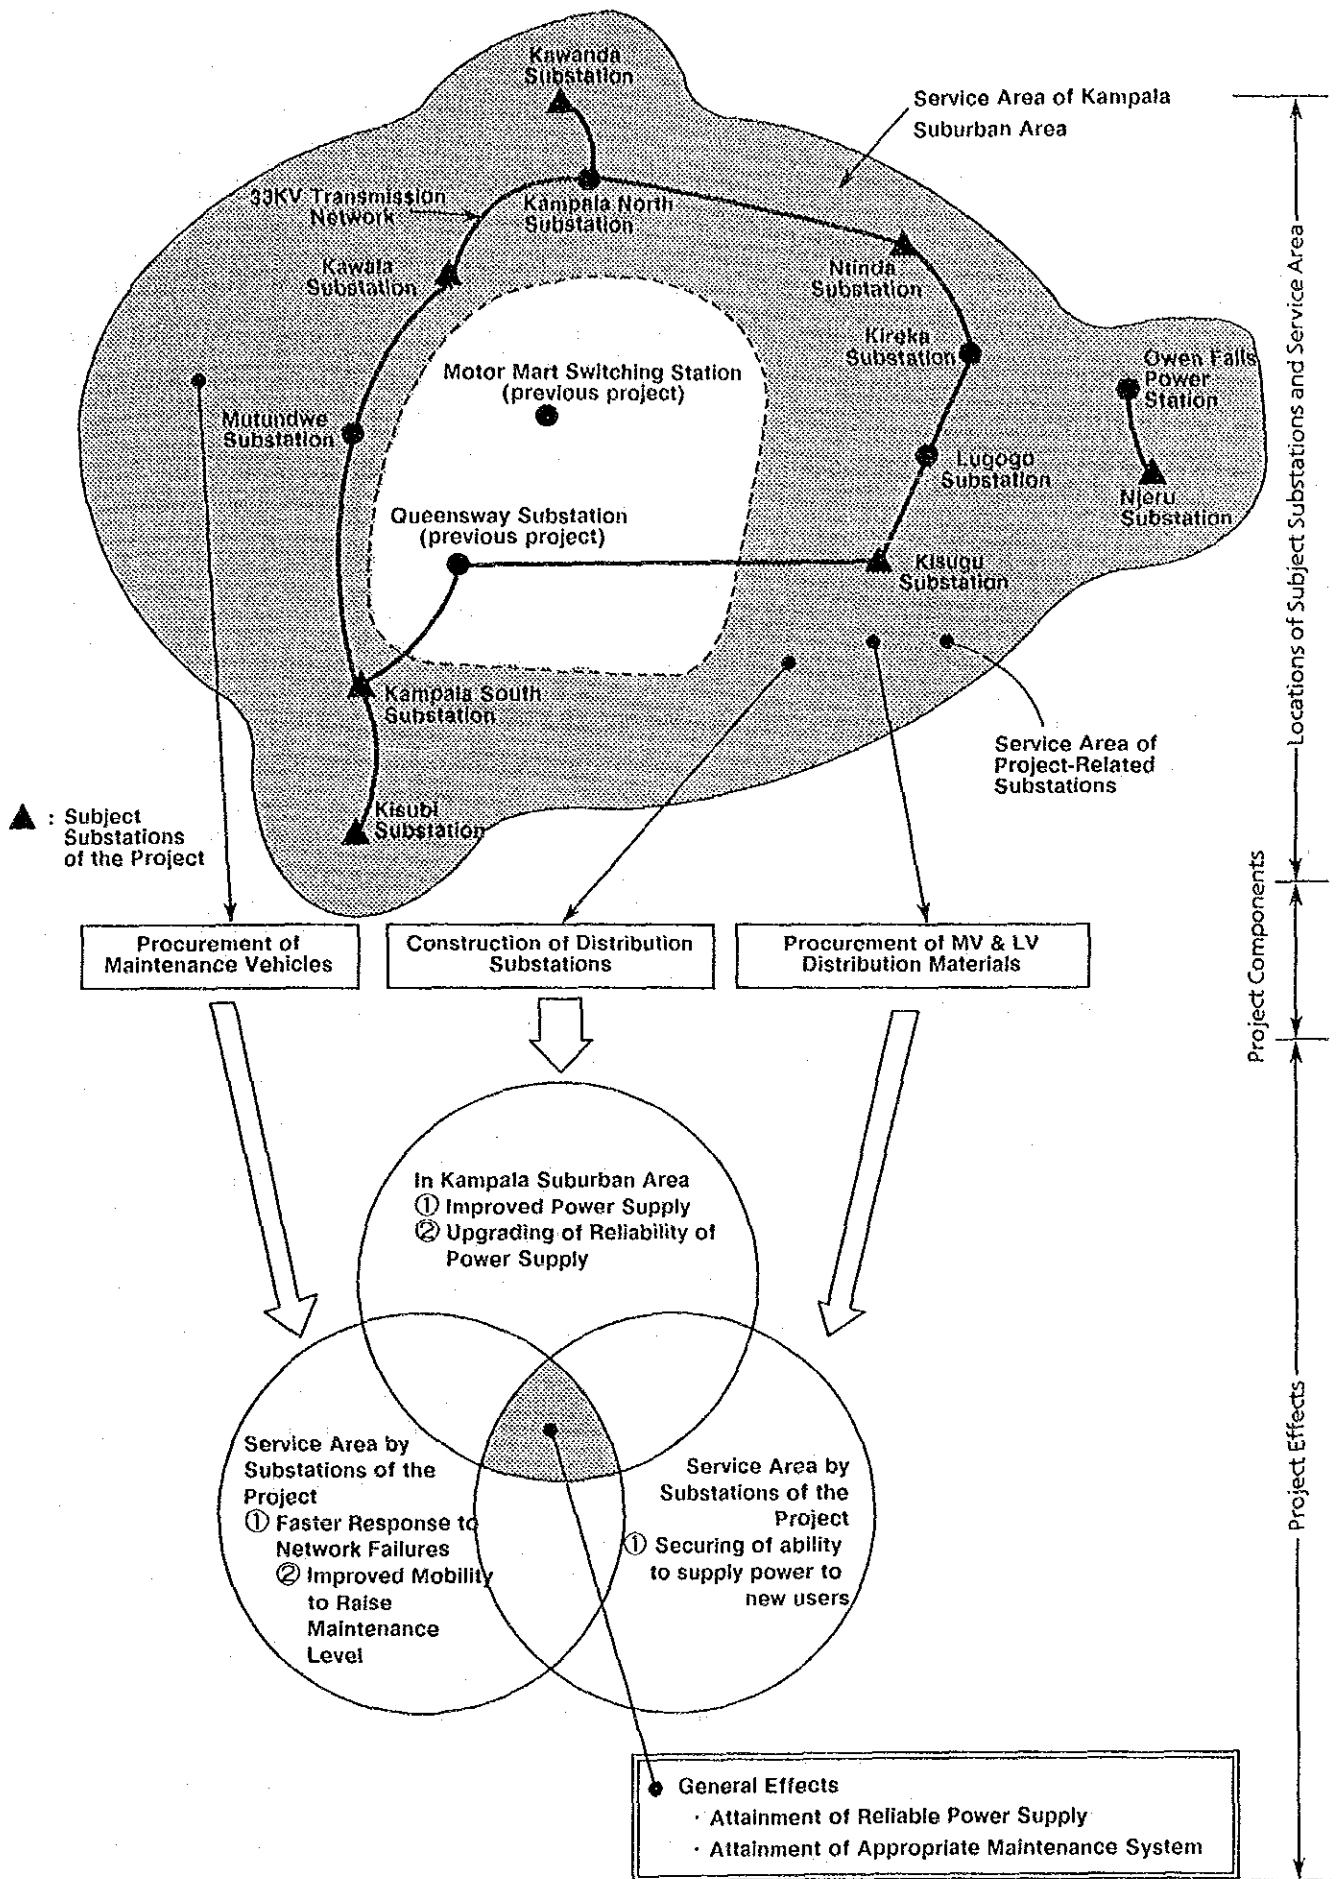 Kawanda
Substation
Service Area of Kampala
Suburban Area
33KV Transmission
Network
Kampala North
Substation
Kawala
Substation
Ntinda
Substation
Kireka
Substation
Owen Falls
Power
Station
Motor Mart Switching Station
(previous project)
Mutundwe
Substation
Lugogo
Substation
Njeru
Substation
Queensway Substation
(previous project)
Kisugu
Substation
Kampala South
Substation
Service Area of
Project-Related
Substations
Kisubi
Substation
▲ : Subject
Substations
of the Project
Locations of Subject Substations and Service Area
Procurement of
Maintenance Vehicles
Construction of Distribution
Substations
Procurement of MV & LV
Distribution Materials
Project Components
In Kampala Suburban Area
① Improved Power Supply
② Upgrading of Reliability of
Power Supply
Service Area by
Substations of the
Project
① Faster Response to
Network Failures
② Improved Mobility
to Raise
Maintenance
Level
Service Area by
Substations of the
Project
① Securing of ability
to supply power to
new users
Project Effects
General Effects
· Attainment of Reliable Power Supply
· Attainment of Appropriate Maintenance System